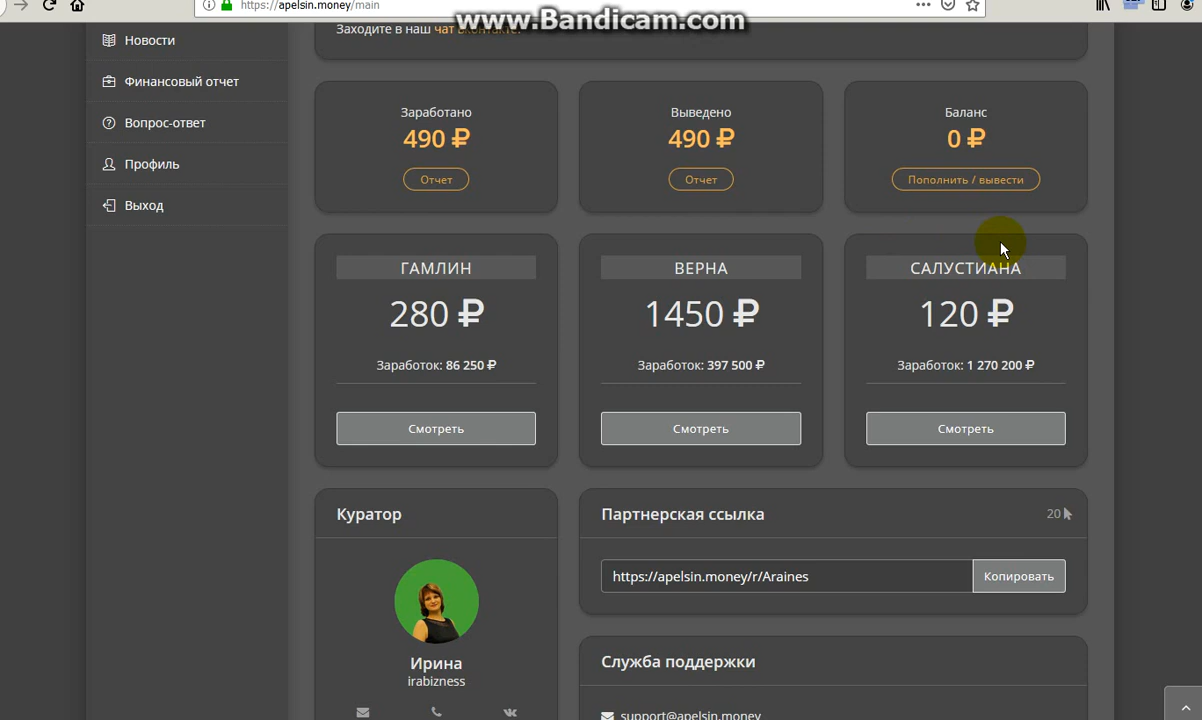 https://apelsin.money/main
www.Bandicam.com
Новости
Финансовый отчет
Вопрос-ответ
Профиль
Выход
Заходите в наш чат Вконтакте.
Заработано
490 ₽
Отчет
Выведено
490 ₽
Отчет
Баланс
0 ₽
Пополнить / вывести
ГАМЛИН
280 ₽
Заработок: 86 250 ₽
Смотреть
ВЕРНА
1450 ₽
Заработок: 397 500 ₽
Смотреть
САЛУСТИАНА
120 ₽
Заработок: 1 270 200 ₽
Смотреть
Куратор
Ирина
irabizness
Партнерская ссылка
20
https://apelsin.money/r/Araines
Копировать
Служба поддержки
support@apelsin.money